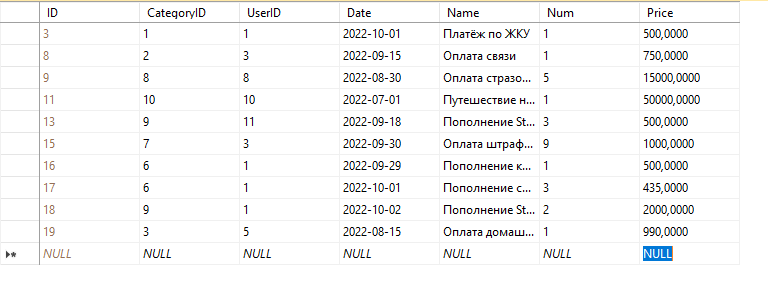 ID CategoryID UserID Date Name Num Price
3 1 1 2022-10-01 Платёж по ЖКУ 1 500,0000
8 2 3 2022-09-15 Оплата связи 1 750,0000
9 8 8 2022-08-30 Оплата стразо... 5 15000,0000
11 10 10 2022-07-01 Путешествие н... 1 50000,0000
13 9 11 2022-09-18 Пополнение St... 3 500,0000
15 7 3 2022-09-30 Оплата штраф... 9 1000,0000
16 6 1 2022-09-29 Пополнение к... 1 500,0000
17 6 1 2022-10-01 Пополнение с... 3 435,0000
18 9 1 2022-10-02 Пополнение St... 2 2000,0000
19 3 5 2022-08-15 Оплата домаш... 1 990,0000
NULL NULL NULL NULL NULL NULL NULL